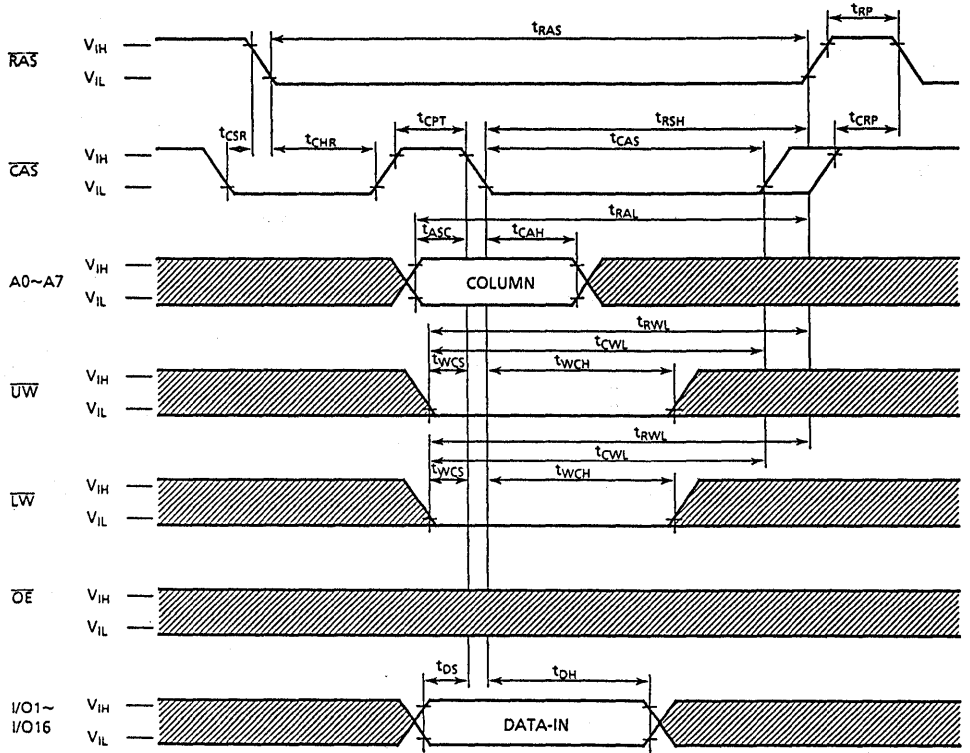 tRAS
tRP
RAS
VIH
VIL
tCSR
tCHR
tCPT
tRSH
tCAS
tCRP
CAS
VIH
VIL
tRAL
tASC
tCAH
A0~A7
VIH
VIL
COLUMN
tRWL
tCWL
tWCS
tWCH
UW
VIH
VIL
tRWL
tCWL
tWCS
tWCH
LW
VIH
VIL
OE
VIH
VIL
tDS
tDH
I/O1~
I/O16
VIH
VIL
DATA-IN